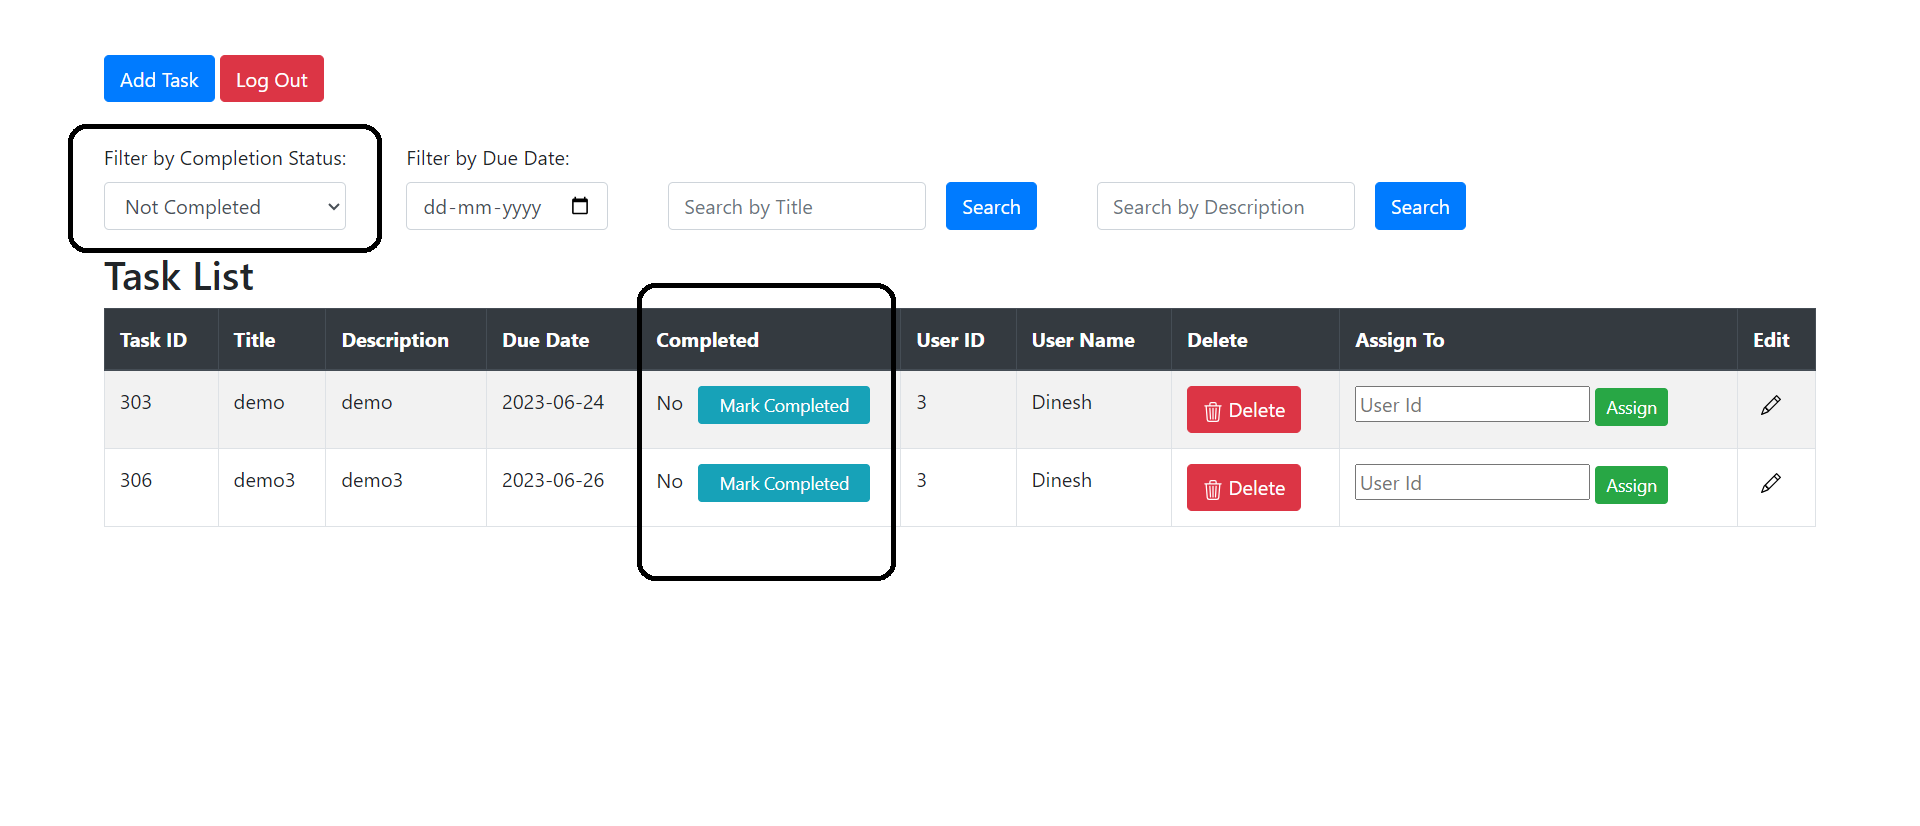 Add Task Log Out
Filter by Completion Status: Filter by Due Date:
Not Completed dd-mm-yyyy Search by Title Search Search by Description Search
Task List
Task ID Title Description Due Date Completed User ID User Name Delete Assign To Edit
303 demo demo 2023-06-24 No Mark Completed 3 Dinesh Delete User Id Assign
306 demo3 demo3 2023-06-26 No Mark Completed 3 Dinesh Delete User Id Assign